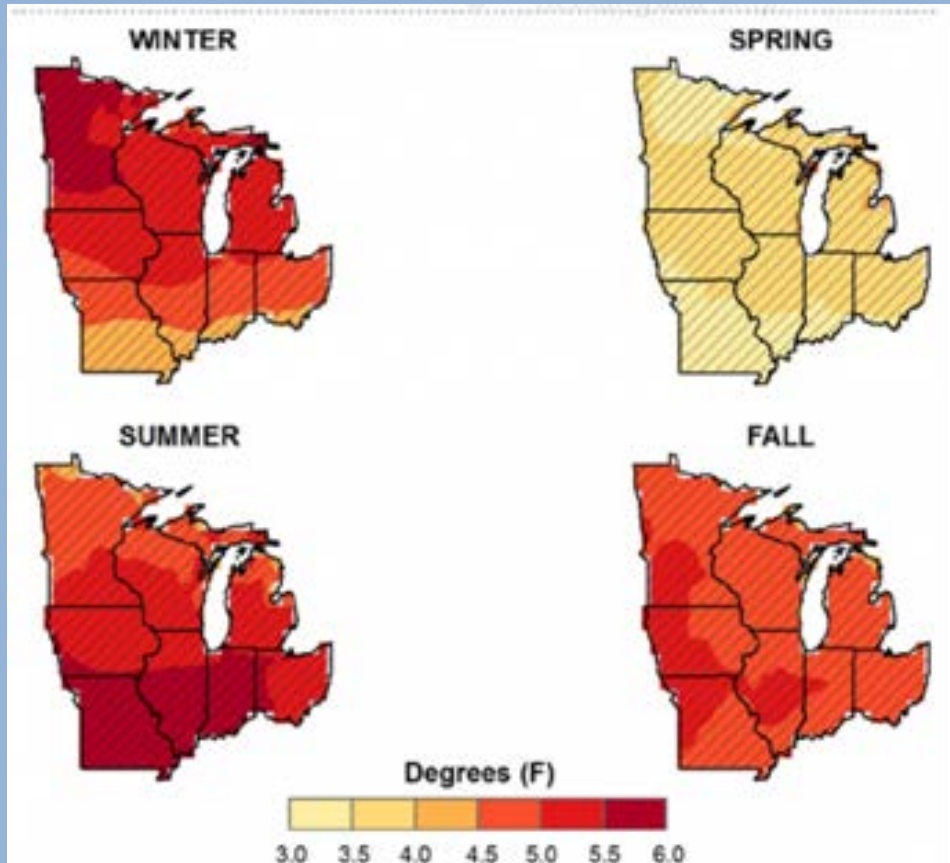 WINTER
SPRING
SUMMER
FALL
Degrees (F)
3.0 3.5 4.0 4.5 5.0 5.5 6.0